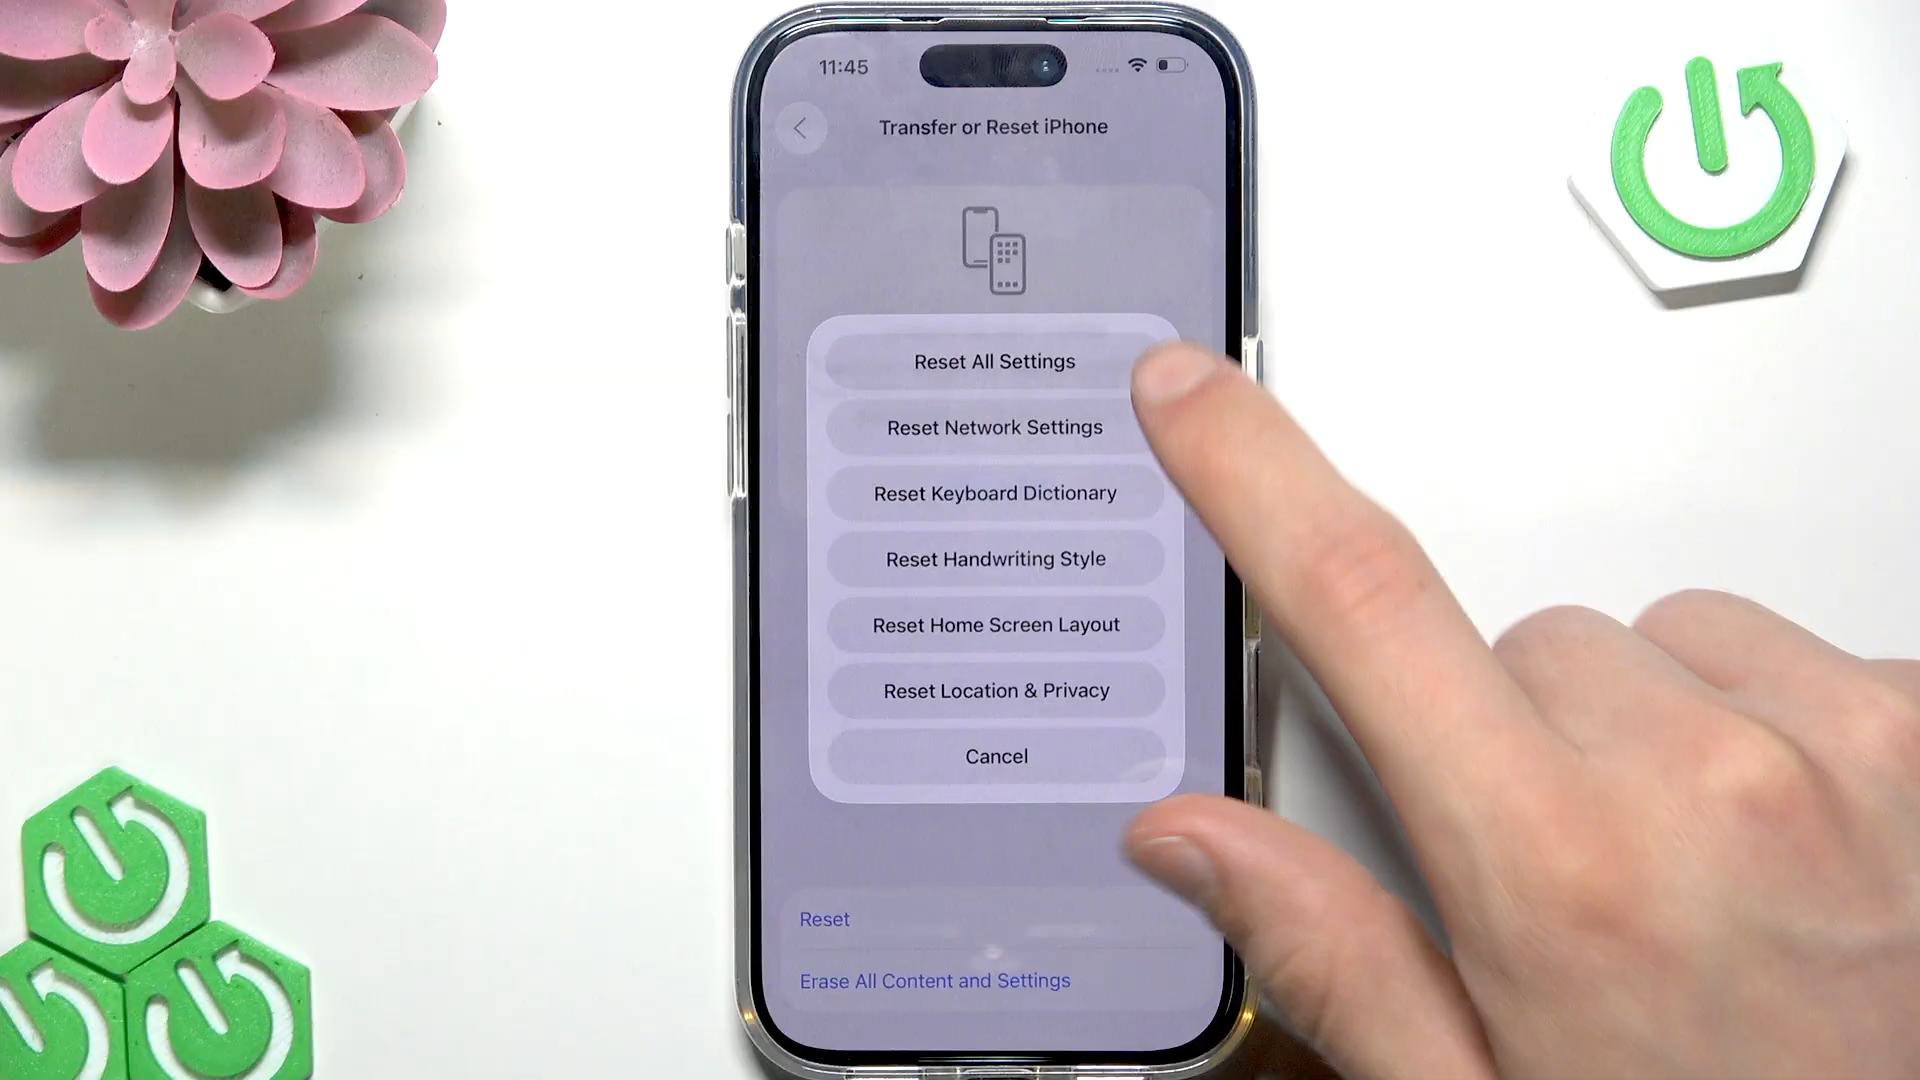 11:45
Transfer or Reset iPhone
Reset All Settings
Reset Network Settings
Reset Keyboard Dictionary
Reset Handwriting Style
Reset Home Screen Layout
Reset Location & Privacy
Cancel
Reset
Erase All Content and Settings